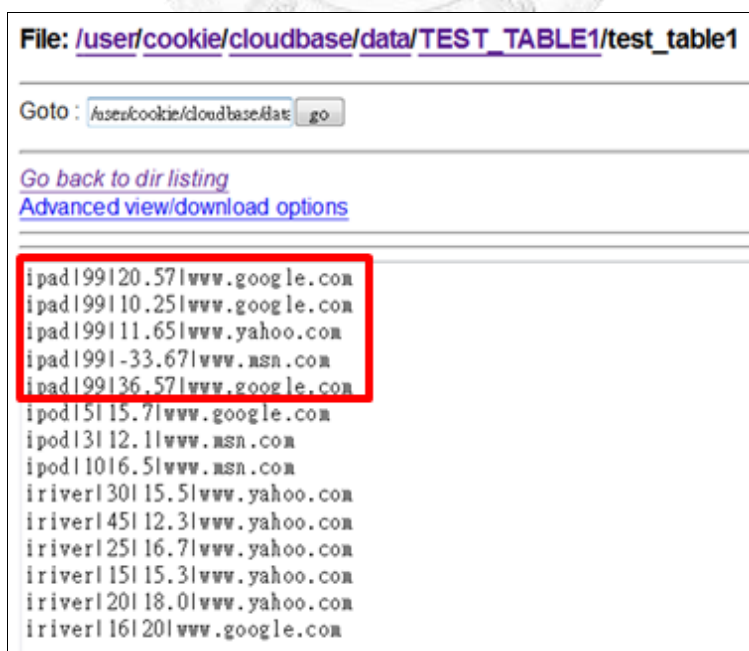 File: /user/cookie/cloudbase/data/TEST_TABLE1/test_table1
Goto : /user/cookie/cloudbase/data go
Go back to dir listing
Advanced view/download options
ipad|99|20.57|www.google.com
ipad|99|10.25|www.google.com
ipad|99|11.65|www.yahoo.com
ipad|99|-33.67|www.msn.com
ipad|99|36.57|www.google.com
ipod|5|15.7|www.google.com
ipod|3|12.1|www.msn.com
ipod|10|6.5|www.msn.com
iriver|30|15.5|www.yahoo.com
iriver|45|12.3|www.yahoo.com
iriver|25|16.7|www.yahoo.com
iriver|15|15.3|www.yahoo.com
iriver|20|18.0|www.yahoo.com
iriver|16|20|www.google.com